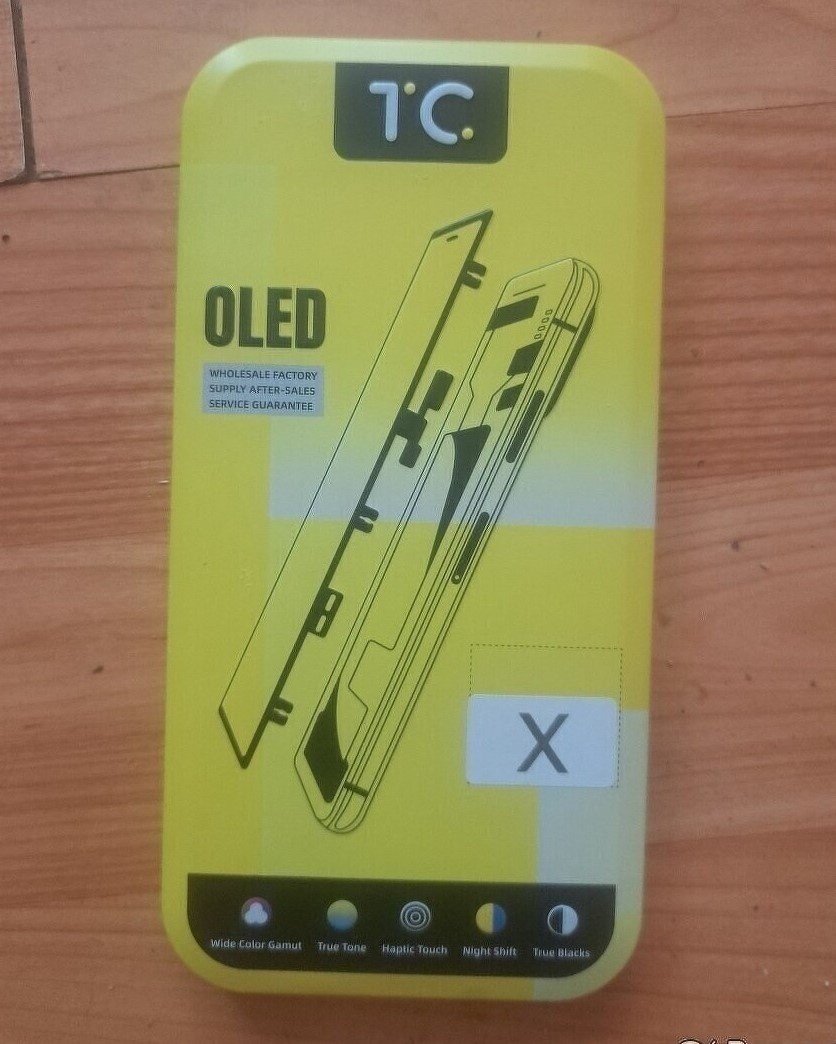 TC
OLED
WHOLESALE FACTORY
SUPPLY AFTER-SALES
SERVICE GUARANTEE
X
Wide Color Gamut True Tone Haptic Touch Night Shift True Blacks